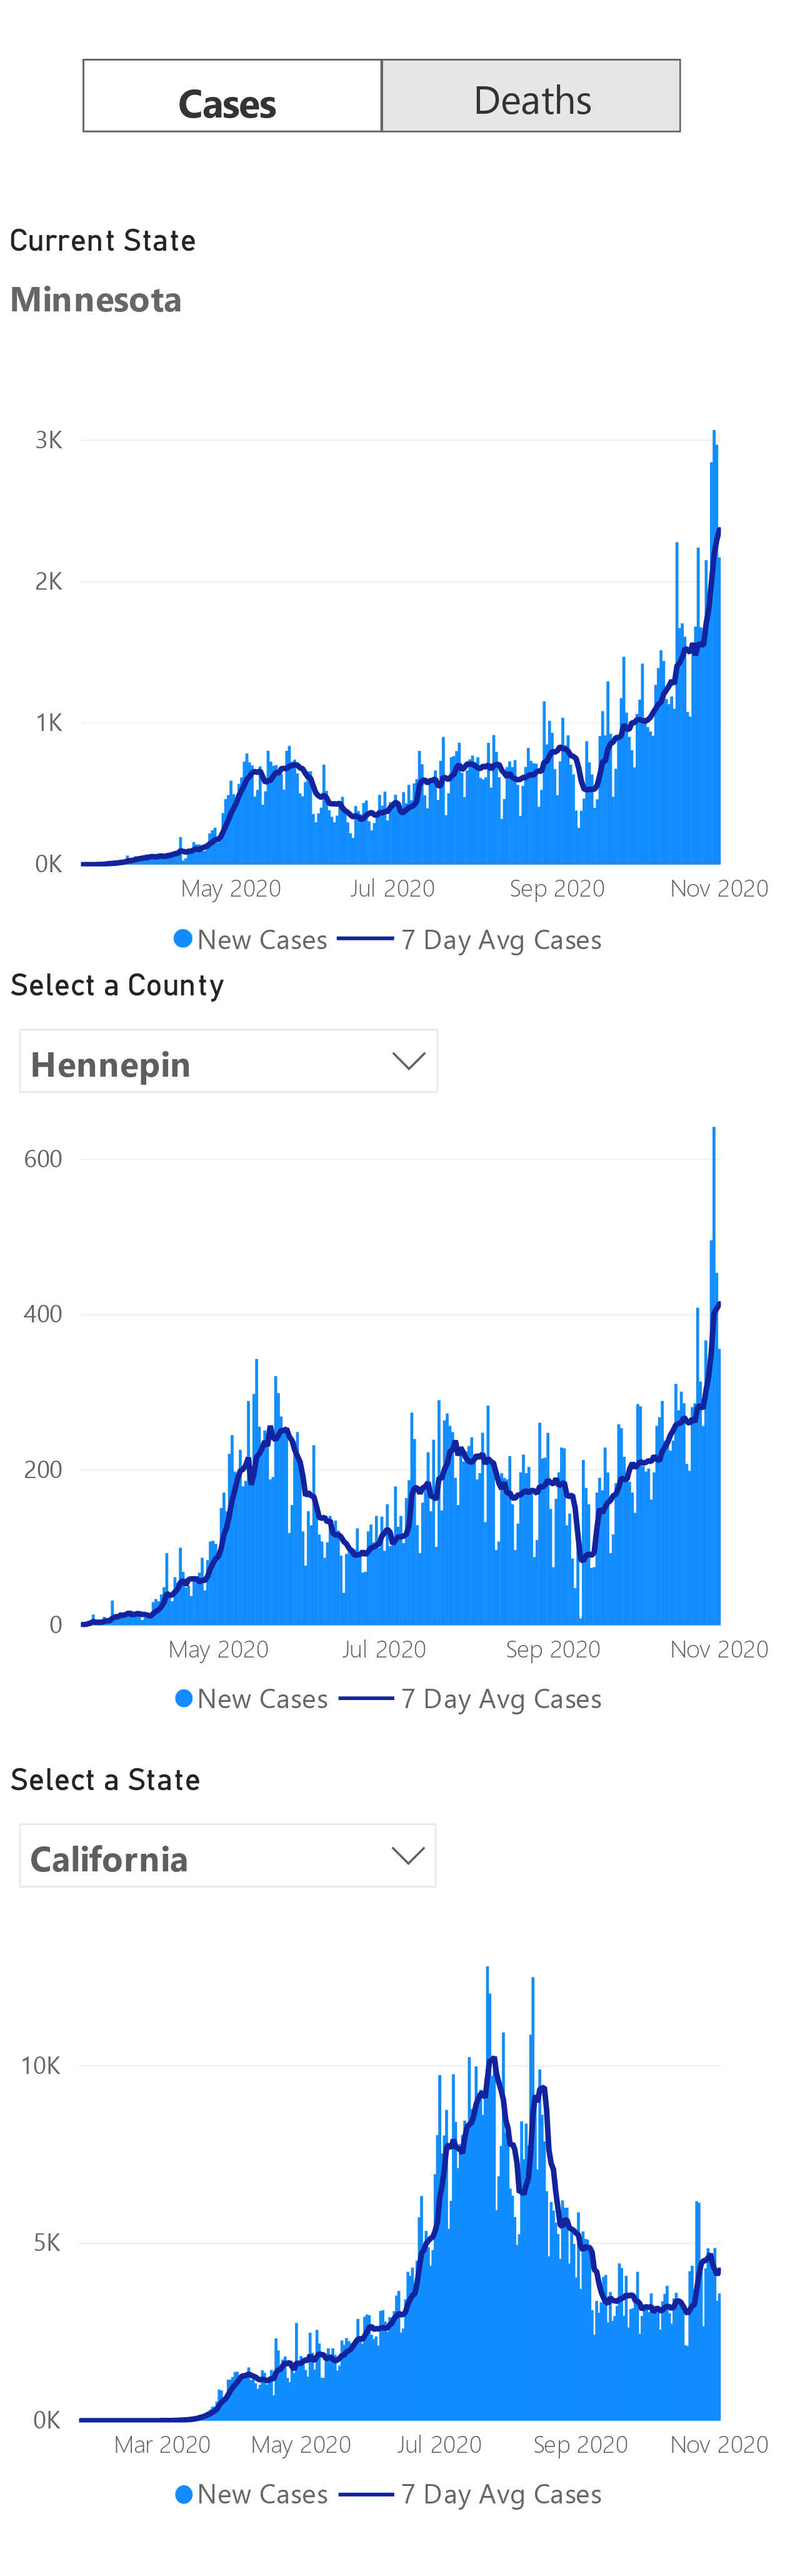 Cases Deaths
Current State
Minnesota
3K
2K
1K
0K
May 2020 Jul 2020 Sep 2020 Nov 2020
New Cases 7 Day Avg Cases
Select a County
Hennepin
600
400
200
0
May 2020 Jul 2020 Sep 2020 Nov 2020
New Cases 7 Day Avg Cases
Select a State
California
10K
5K
0K
Mar 2020 May 2020 Jul 2020 Sep 2020 Nov 2020
New Cases 7 Day Avg Cases